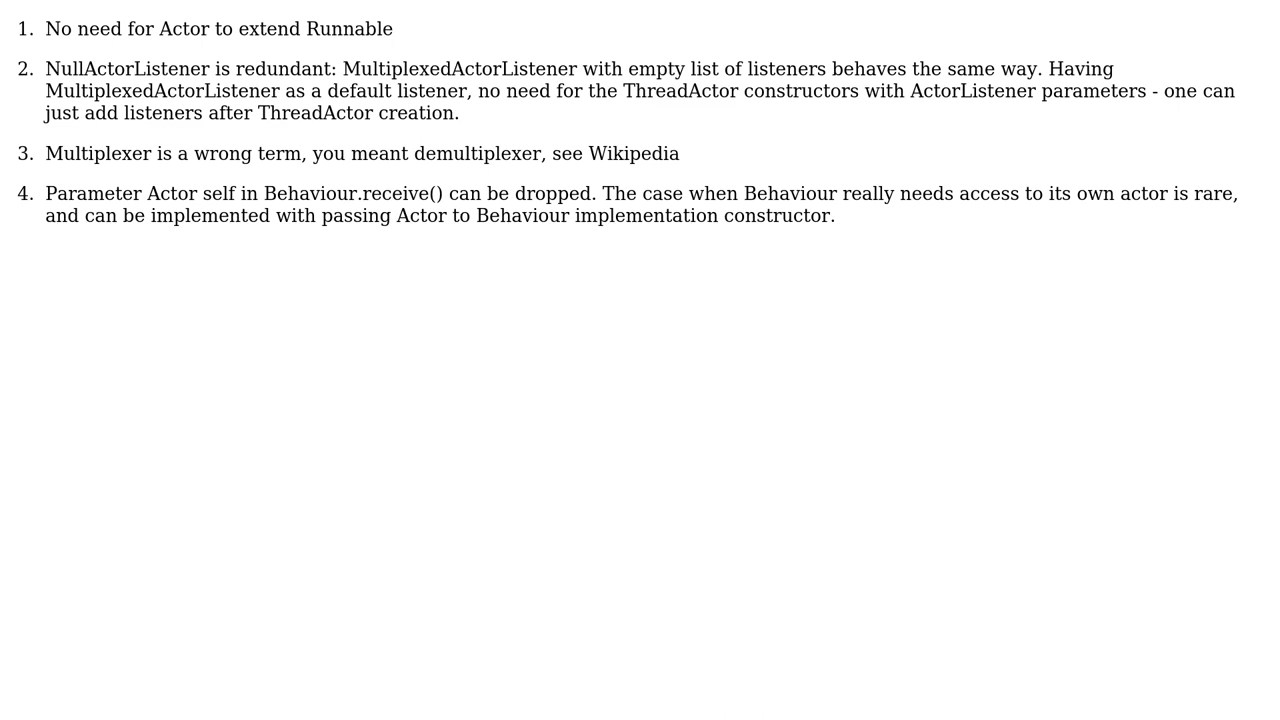 1. No need for Actor to extend Runnable
2. NullActorListener is redundant: MultiplexedActorListener with empty list of listeners behaves the same way. Having
MultiplexedActorListener as a default listener, no need for the ThreadActor constructors with ActorListener parameters - one can
just add listeners after ThreadActor creation.
3. Multiplexer is a wrong term, you meant demultiplexer, see Wikipedia
4. Parameter Actor self in Behaviour.receive() can be dropped. The case when Behaviour really needs access to its own actor is rare,
and can be implemented with passing Actor to Behaviour implementation constructor.